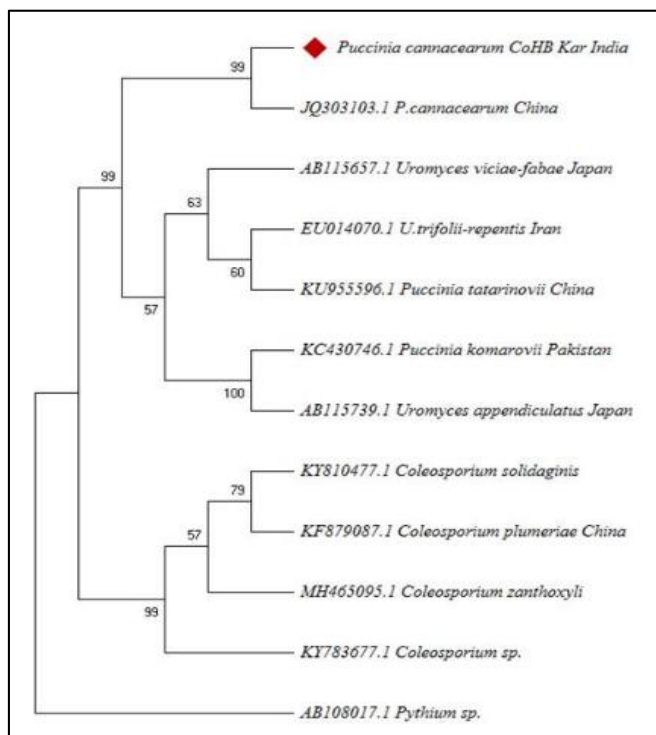 Puccinia cannacearum CoHB Kar India
99
JQ303103.1 P.cannacearum China
AB115657.1 Uromyces viciae-fabae Japan
99
63
EU014070.1 U.trifolii-repentis Iran
60
KU955596.1 Puccinia tatarinovii China
57
KC430746.1 Puccinia komarovii Pakistan
100
AB115739.1 Uromyces appendiculatus Japan
KY810477.1 Coleosporium solidaginis
79
KF879087.1 Coleosporium plumeriae China
57
MH465095.1 Coleosporium zanthoxyli
99
KY783677.1 Coleosporium sp.
AB108017.1 Pythium sp.